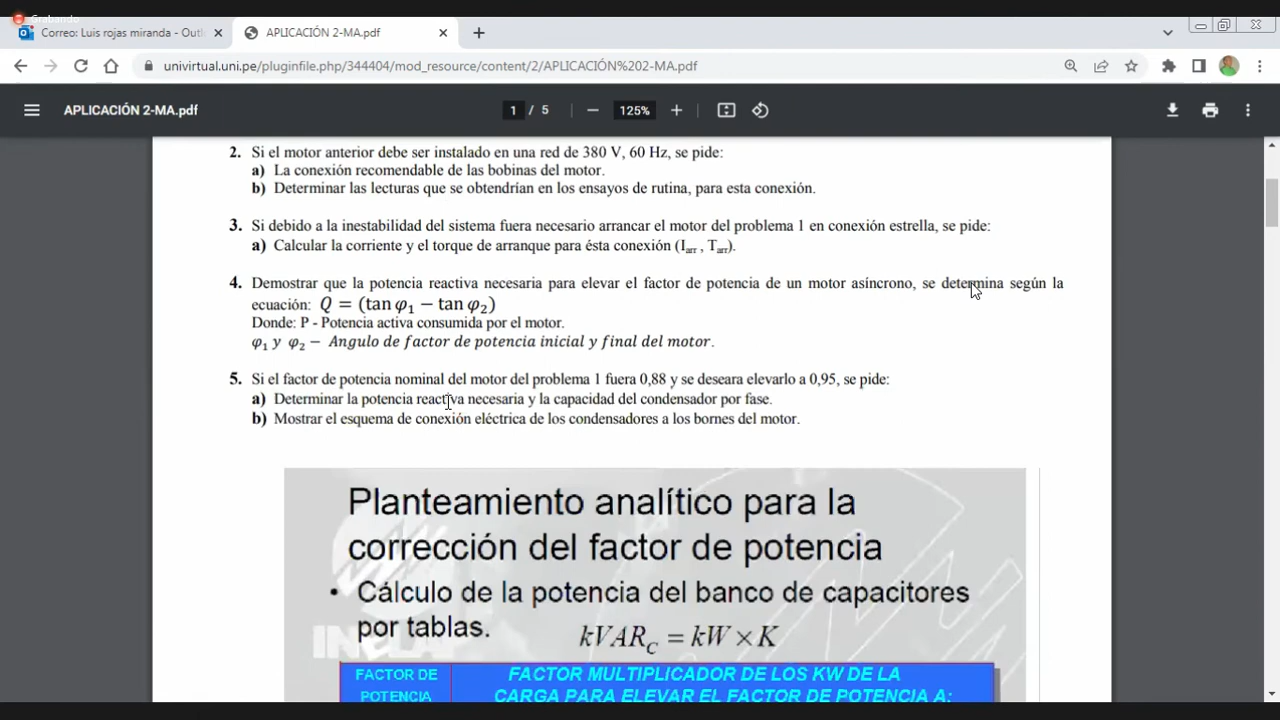 Grabando
Correo: Luis rojas miranda - Outl
APLICACIÓN 2-MA.pdf
univirtual.uni.pe/pluginfile.php/344404/mod_resource/content/2/APLICACIÓN%202-MA.pdf
APLICACIÓN 2-MA.pdf
1 / 5
125%
2. Si el motor anterior debe ser instalado en una red de 380 V, 60 Hz, se pide:
a) La conexión recomendable de las bobinas del motor.
b) Determinar las lecturas que se obtendrían en los ensayos de rutina, para esta conexión.
3. Si debido a la inestabilidad del sistema fuera necesario arrancar el motor del problema 1 en conexión estrella, se pide:
a) Calcular la corriente y el torque de arranque para ésta conexión (Iarr , Tarr).
4. Demostrar que la potencia reactiva necesaria para elevar el factor de potencia de un motor asíncrono, se determina según la
ecuación: Q = (tan φ1 − tan φ2)
Donde: P - Potencia activa consumida por el motor.
φ1 y φ2 − Angulo de factor de potencia inicial y final del motor.
5. Si el factor de potencia nominal del motor del problema 1 fuera 0,88 y se deseara elevarlo a 0,95, se pide:
a) Determinar la potencia reactiva necesaria y la capacidad del condensador por fase.
b) Mostrar el esquema de conexión eléctrica de los condensadores a los bornes del motor.
Planteamiento analítico para la
corrección del factor de potencia
• Cálculo de la potencia del banco de capacitores
por tablas. kVARC = kW × K
FACTOR DE
POTENCIA
FACTOR MULTIPLICADOR DE LOS KW DE LA
CARGA PARA ELEVAR EL FACTOR DE POTENCIA A: